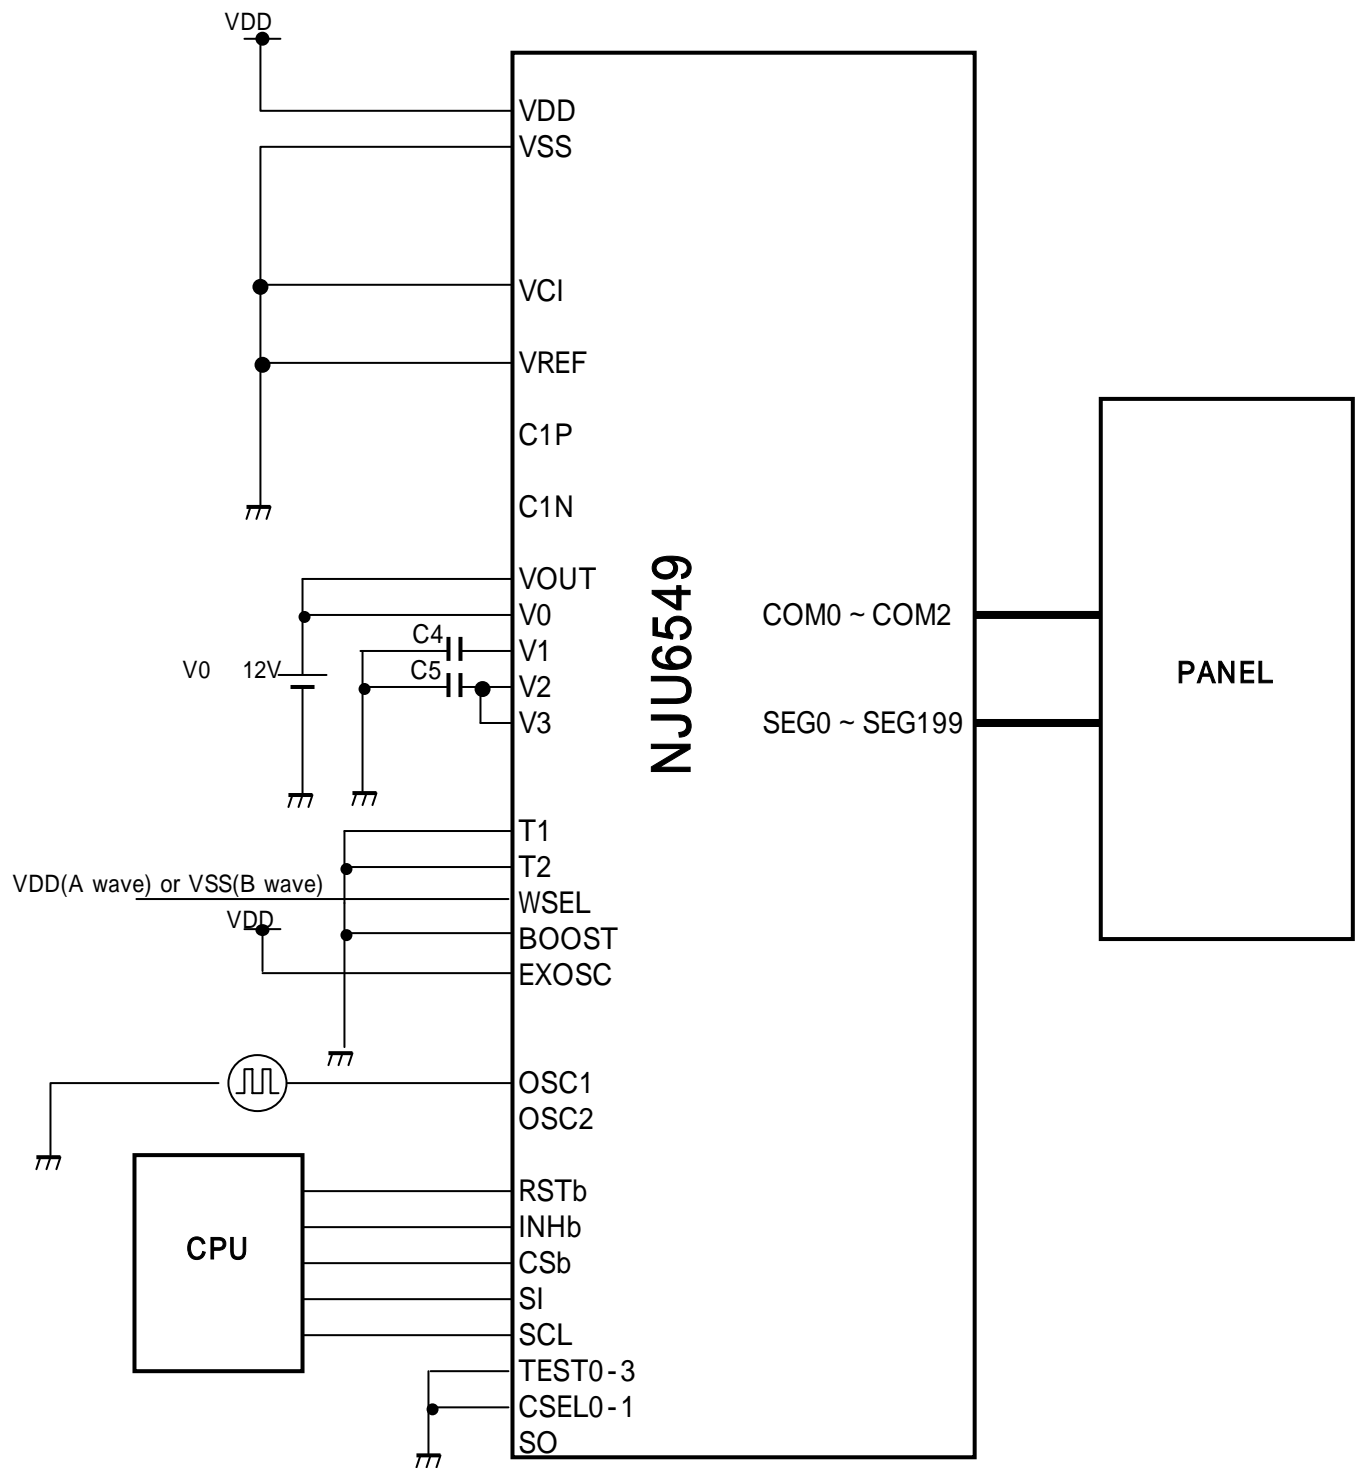 VDD
VDD
VSS
VCI
VREF
C1P
C1N
VOUT
V0
C4
V1
V0 12V
C5
V2
V3
NJU6549
COM0 ~ COM2
SEG0 ~ SEG199
PANEL
T1
T2
VDD(A wave) or VSS(B wave)
WSEL
VDD
BOOST
EXOSC
OSC1
OSC2
CPU
RSTb
INHb
CSb
SI
SCL
TEST0-3
CSEL0-1
SO